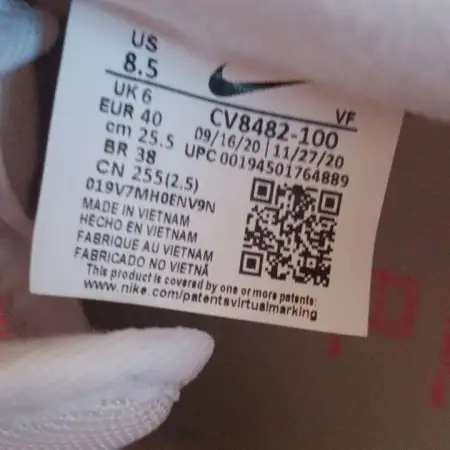 US
8.5
UK 6
EUR 40
cm 25.5
BR 38
CN 255(2.5)
VF
CV8482-100
09/16/20 11/27/20
UPC 00194501764889
019V7MH0ENV9N
MADE IN VIETNAM
HECHO EN VIETNAM
FABRIQUE AU VIETNAM
FABRICADO NO VIETNÃ
This product is covered by one or more patents:
www.nike.com/patentsvirtualmarking